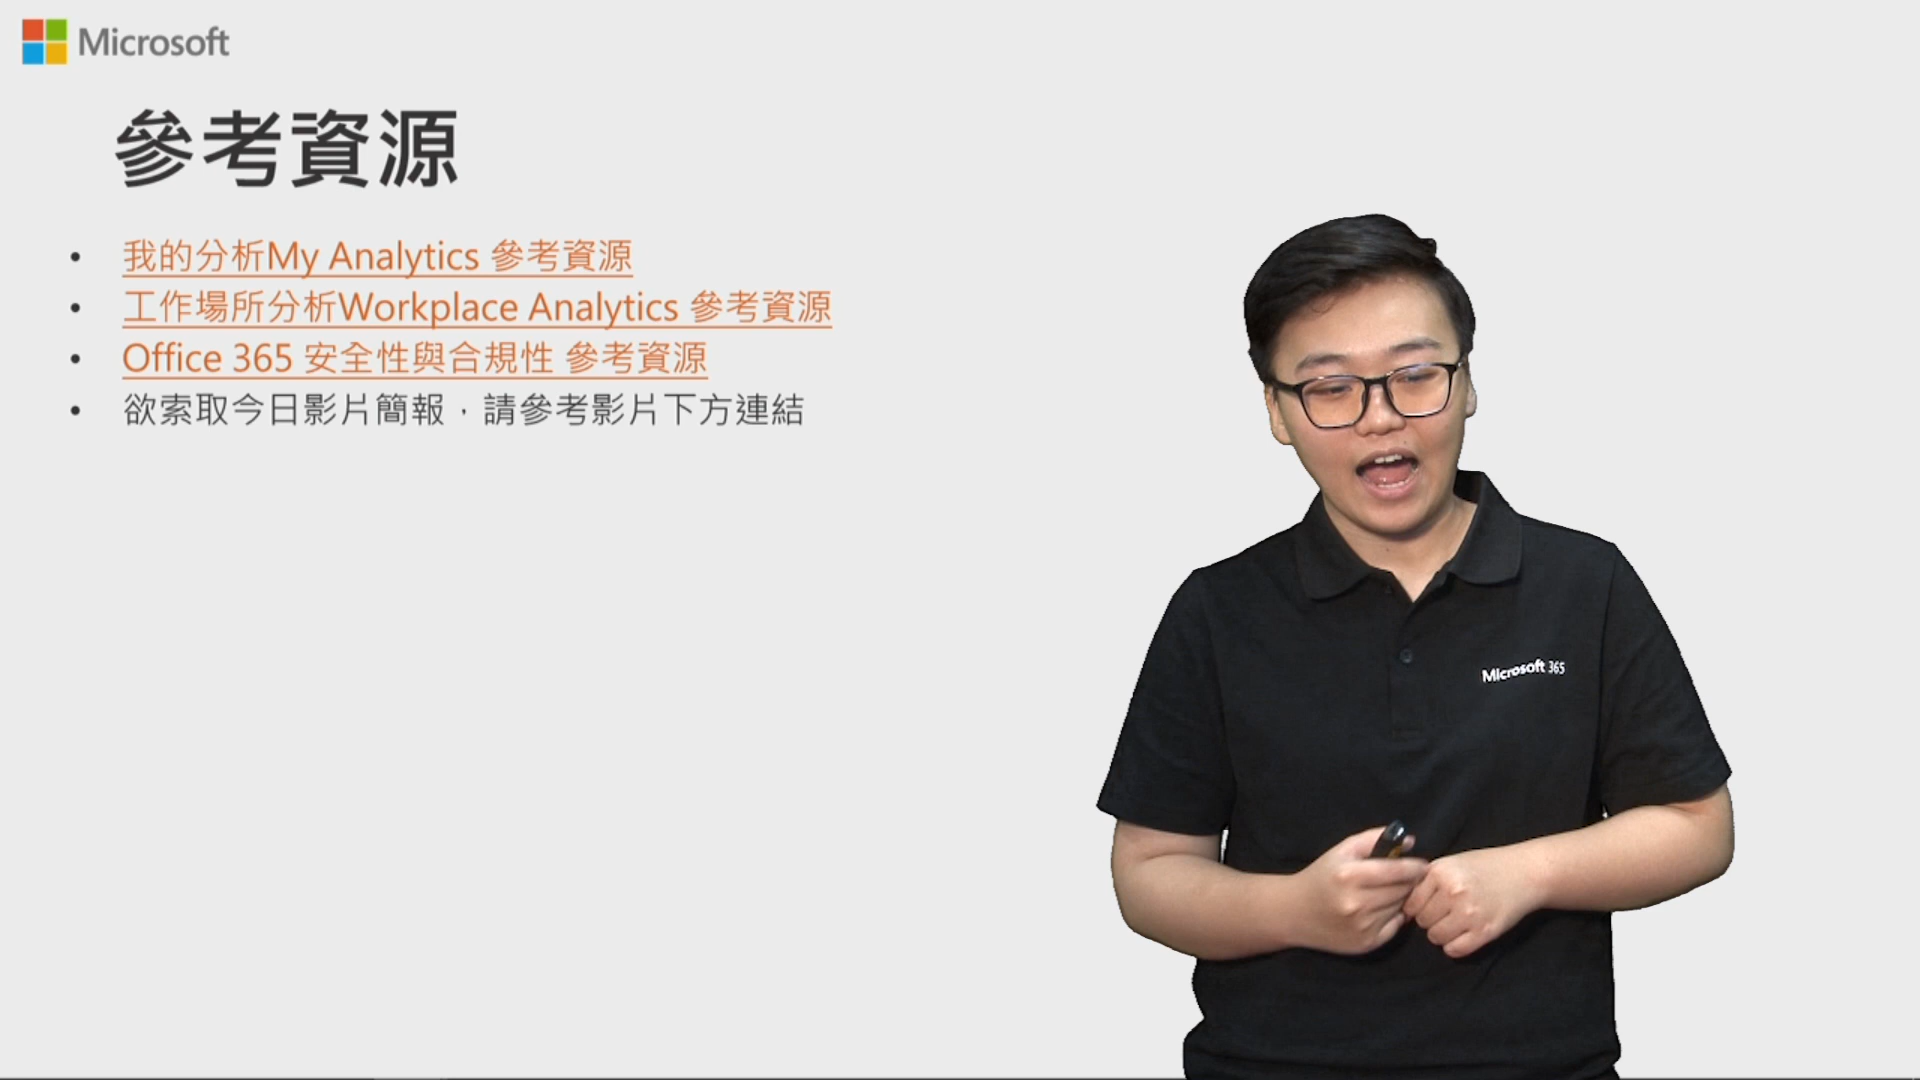 Microsoft
參考資源
• 我的分析My Analytics 參考資源
• 工作場所分析Workplace Analytics 參考資源
• Office 365 安全性與合規性 參考資源
• 欲索取今日影片簡報，請參考影片下方連結
Microsoft 365